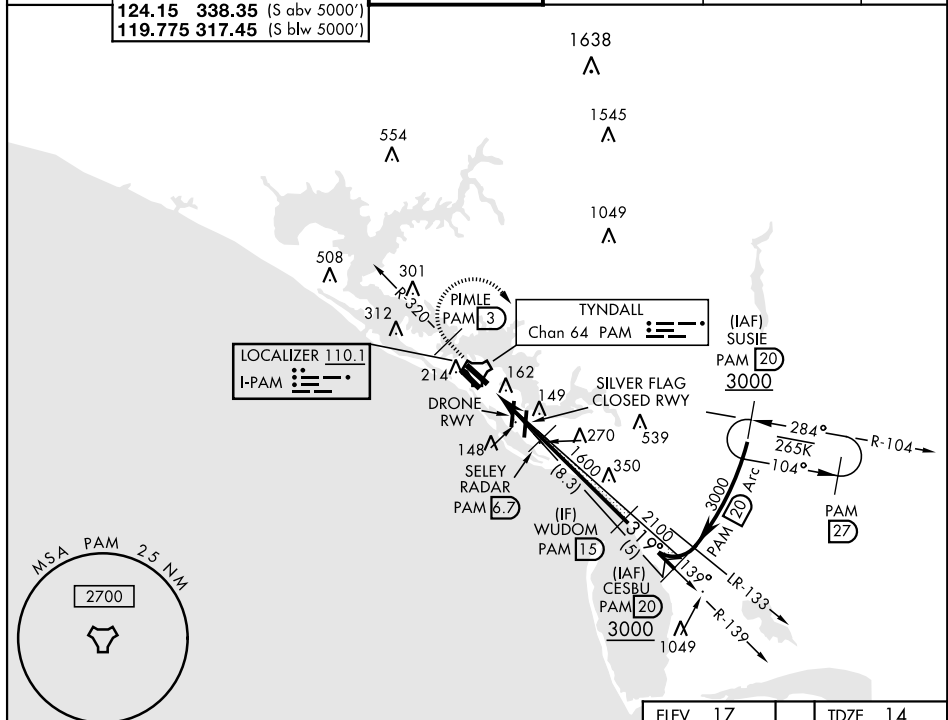 124.15 338.35 (S abv 5000')
119.775 317.45 (S blw 5000')
1638
1545
554
1049
508
301
R-320
312
PIMLE
PAM 3
TYNDALL
Chan 64 PAM
(IAF)
SUSIE
PAM 20
3000
LOCALIZER 110.1
I-PAM
214
162
DRONE
RWY
149
SILVER FLAG
CLOSED RWY
539
284°
265K
104°
R-104
148
270
SELEY
RADAR
PAM 6.7
1600
(8.3)
350
3000
PAM 20 Arc
PAM
27
(IF)
WUDOM
PAM 15
2100
319°
(5)
139°
LR-133
(IAF)
CESBU
PAM 20
3000
R-139
1049
MSA PAM 25 NM
2700
ELEV 17
TDZE 14